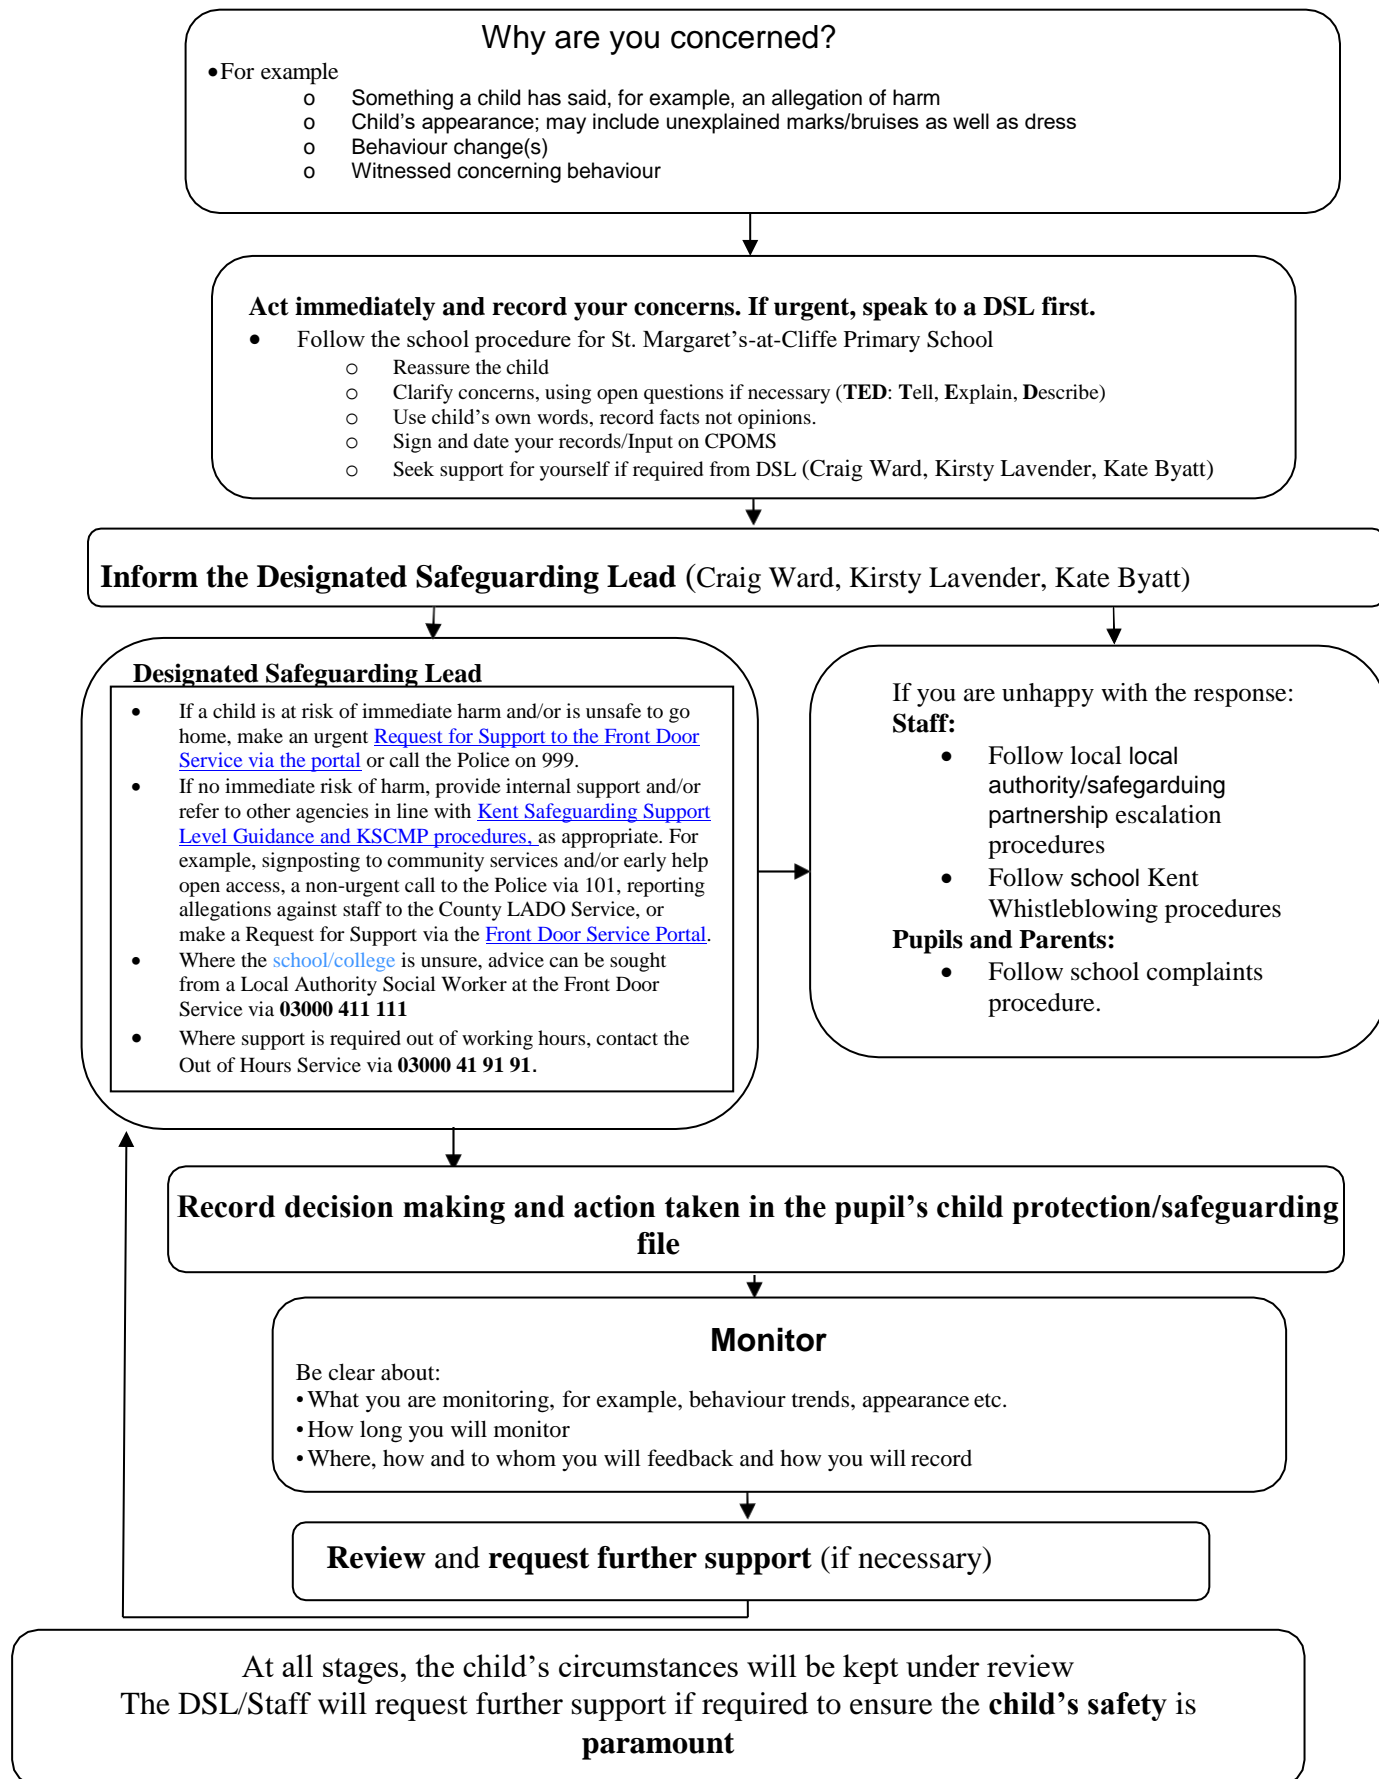 Why are you concerned?
•For example
o Something a child has said, for example, an allegation of harm
o Child's appearance; may include unexplained marks/bruises as well as dress
o Behaviour change(s)
o Witnessed concerning behaviour
Act immediately and record your concerns. If urgent, speak to a DSL first.
• Follow the school procedure for St. Margaret's-at-Cliffe Primary School
o Reassure the child
o Clarify concerns, using open questions if necessary (TED: Tell, Explain, Describe)
o Use child's own words, record facts not opinions.
o Sign and date your records/Input on CPOMS
o Seek support for yourself if required from DSL (Craig Ward, Kirsty Lavender, Kate Byatt)
Inform the Designated Safeguarding Lead (Craig Ward, Kirsty Lavender, Kate Byatt)
Designated Safeguarding Lead
• If a child is at risk of immediate harm and/or is unsafe to go
home, make an urgent Request for Support to the Front Door
Service via the portal or call the Police on 999.
• If no immediate risk of harm, provide internal support and/or
refer to other agencies in line with Kent Safeguarding Support
Level Guidance and KSCMP procedures, as appropriate. For
example, signposting to community services and/or early help
open access, a non-urgent call to the Police via 101, reporting
allegations against staff to the County LADO Service, or
make a Request for Support via the Front Door Service Portal.
• Where the school/college is unsure, advice can be sought
from a Local Authority Social Worker at the Front Door
Service via 03000 411 111
• Where support is required out of working hours, contact the
Out of Hours Service via 03000 41 91 91.
If you are unhappy with the response:
Staff:
• Follow local local
authority/safegarduing
partnership escalation
procedures
• Follow school Kent
Whistleblowing procedures
Pupils and Parents:
• Follow school complaints
procedure.
Record decision making and action taken in the pupil's child protection/safeguarding
file
Monitor
Be clear about:
•What you are monitoring, for example, behaviour trends, appearance etc.
•How long you will monitor
•Where, how and to whom you will feedback and how you will record
Review and request further support (if necessary)
At all stages, the child's circumstances will be kept under review
The DSL/Staff will request further support if required to ensure the child's safety is
paramount